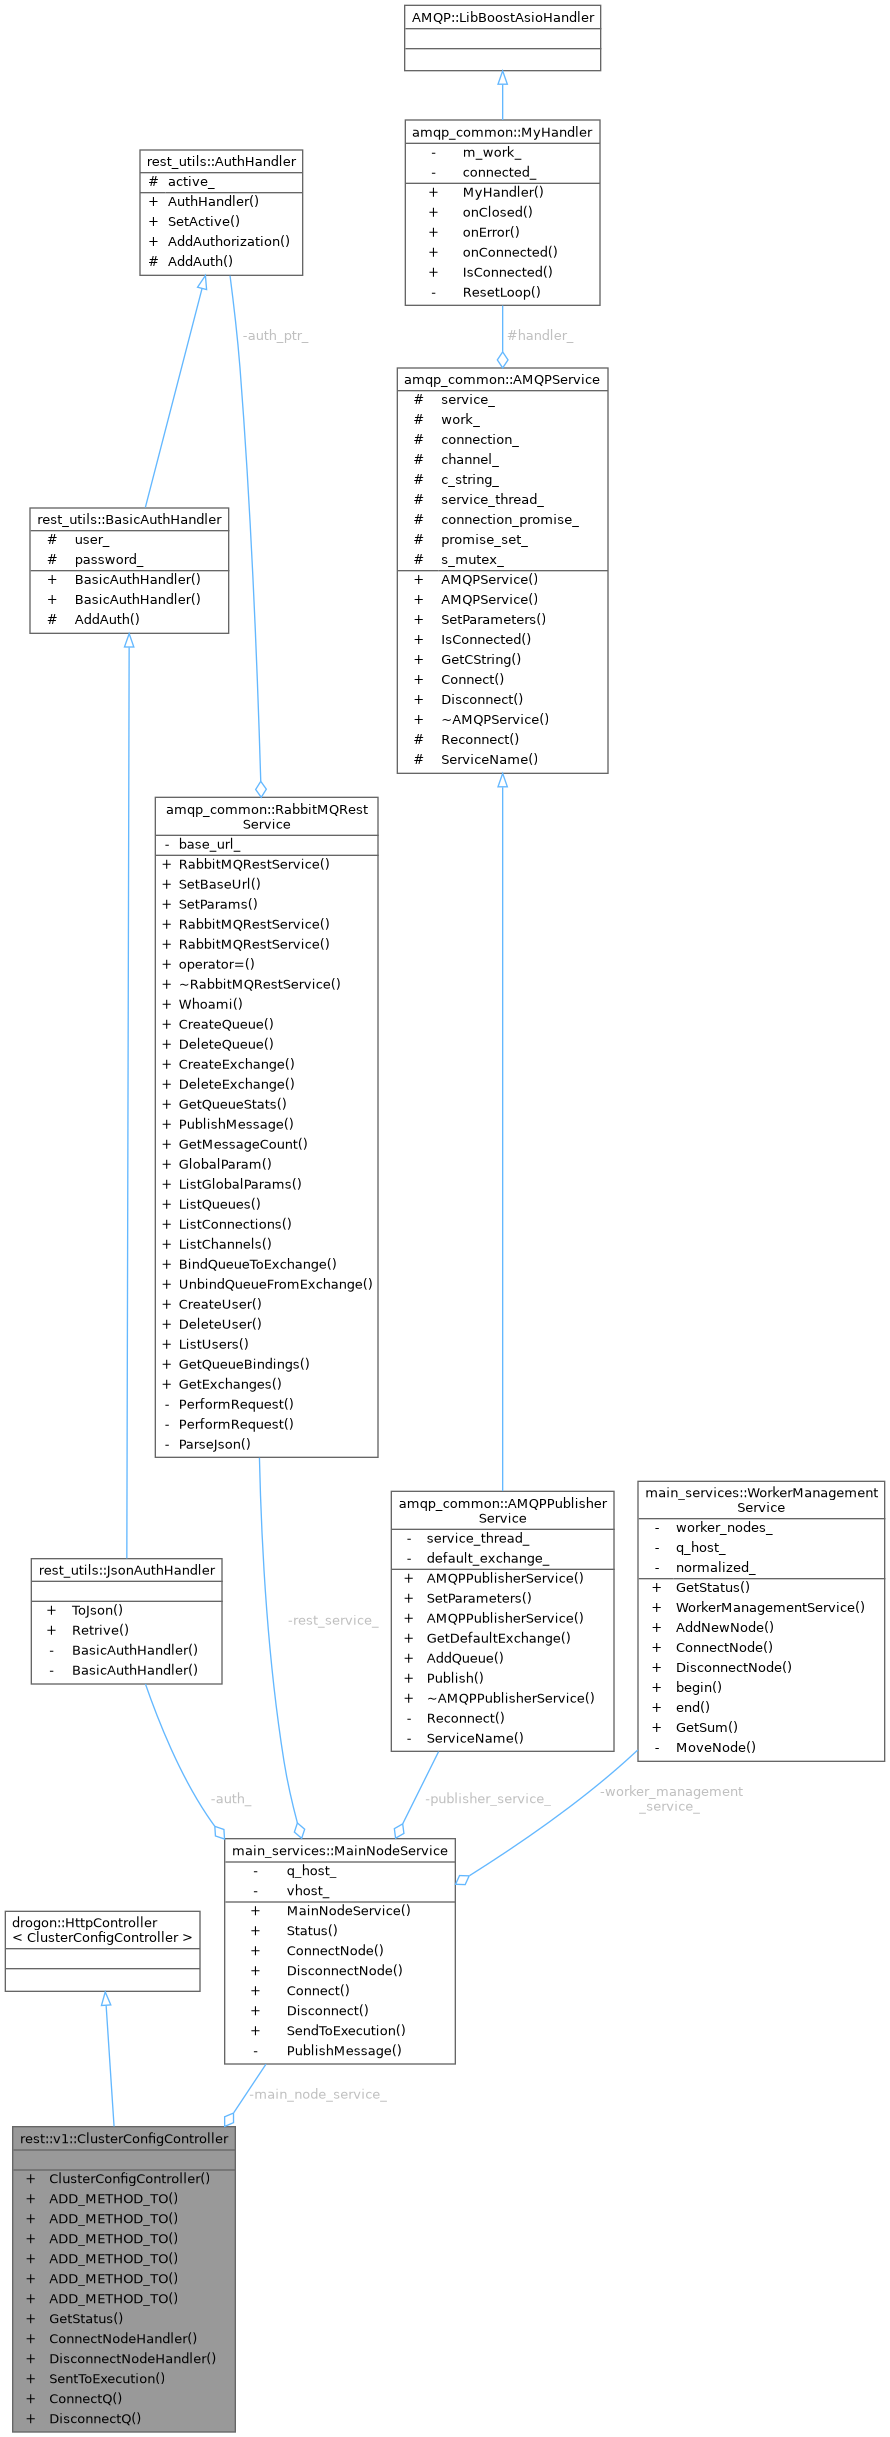 AMQP::LibBoostAsioHandler
amqp_common::MyHandler
- m_work_
- connected_
+ MyHandler()
+ onClosed()
+ onError()
+ onConnected()
+ IsConnected()
- ResetLoop()
rest_utils::AuthHandler
# active_
+ AuthHandler()
+ SetActive()
+ AddAuthorization()
# AddAuth()
-auth_ptr_
#handler_
amqp_common::AMQPService
# service_
# work_
# connection_
# channel_
# c_string_
# service_thread_
# connection_promise_
# promise_set_
# s_mutex_
+ AMQPService()
+ AMQPService()
+ SetParameters()
+ IsConnected()
+ GetCString()
+ Connect()
+ Disconnect()
+ ~AMQPService()
# Reconnect()
# ServiceName()
rest_utils::BasicAuthHandler
# user_
# password_
+ BasicAuthHandler()
+ BasicAuthHandler()
# AddAuth()
amqp_common::RabbitMQRest
Service
- base_url_
+ RabbitMQRestService()
+ SetBaseUrl()
+ SetParams()
+ RabbitMQRestService()
+ RabbitMQRestService()
+ operator=()
+ ~RabbitMQRestService()
+ Whoami()
+ CreateQueue()
+ DeleteQueue()
+ CreateExchange()
+ DeleteExchange()
+ GetQueueStats()
+ PublishMessage()
+ GetMessageCount()
+ GlobalParam()
+ ListGlobalParams()
+ ListQueues()
+ ListConnections()
+ ListChannels()
+ BindQueueToExchange()
+ UnbindQueueFromExchange()
+ CreateUser()
+ DeleteUser()
+ ListUsers()
+ GetQueueBindings()
+ GetExchanges()
- PerformRequest()
- PerformRequest()
- ParseJson()
rest_utils::JsonAuthHandler
+ ToJson()
+ Retrive()
- BasicAuthHandler()
- BasicAuthHandler()
-rest_service_
amqp_common::AMQPPublisher
Service
- service_thread_
- default_exchange_
+ AMQPPublisherService()
+ SetParameters()
+ AMQPPublisherService()
+ GetDefaultExchange()
+ AddQueue()
+ Publish()
+ ~AMQPPublisherService()
- Reconnect()
- ServiceName()
main_services::WorkerManagement
Service
- worker_nodes_
- q_host_
- normalized_
+ GetStatus()
+ WorkerManagementService()
+ AddNewNode()
+ ConnectNode()
+ DisconnectNode()
+ begin()
+ end()
+ GetSum()
- MoveNode()
-auth_
-publisher_service_
-worker_management
_service_
main_services::MainNodeService
- q_host_
- vhost_
+ MainNodeService()
+ Status()
+ ConnectNode()
+ DisconnectNode()
+ Connect()
+ Disconnect()
+ SendToExecution()
- PublishMessage()
drogon::HttpController
< ClusterConfigController >
-main_node_service_
rest::v1::ClusterConfigController
+ ClusterConfigController()
+ ADD_METHOD_TO()
+ ADD_METHOD_TO()
+ ADD_METHOD_TO()
+ ADD_METHOD_TO()
+ ADD_METHOD_TO()
+ ADD_METHOD_TO()
+ GetStatus()
+ ConnectNodeHandler()
+ DisconnectNodeHandler()
+ SentToExecution()
+ ConnectQ()
+ DisconnectQ()